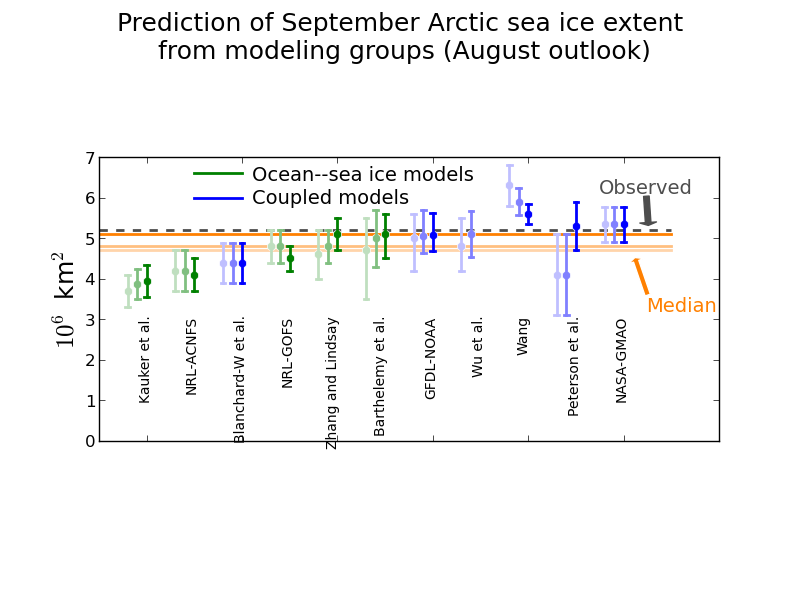 Prediction of September Arctic sea ice extent
from modeling groups (August outlook)
7
6
5
4
3
2
1
0
10⁶ km²
Ocean--sea ice models
Coupled models
Observed
Median
Kauker et al.
NRL-ACNFS
Blanchard-W et al.
NRL-GOFS
Zhang and Lindsay
Barthelemy et al.
GFDL-NOAA
Wu et al.
Wang
Peterson et al.
NASA-GMAO